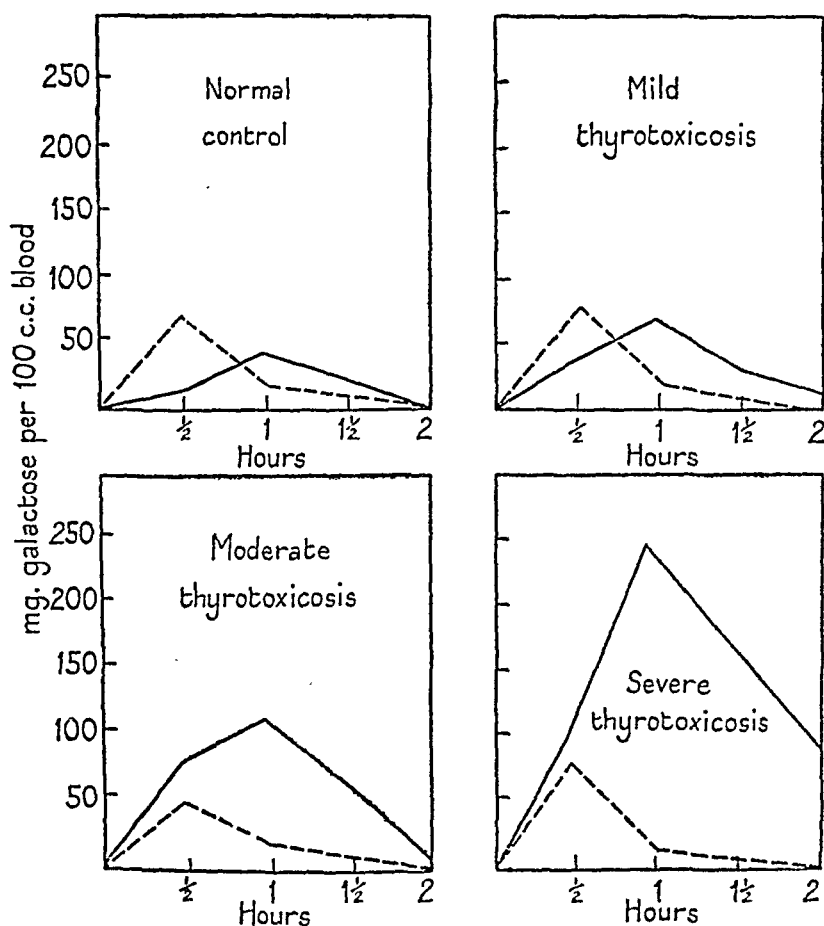 mg. galactose per 100 c.c. blood
250
200
150
100
50
Normal
control
½
1
1½
2
Hours
Mild
thyrotoxicosis
½
1
1½
2
Hours
250
200
150
100
50
Moderate
thyrotoxicosis
½
1
1½
2
Hours
Severe
thyrotoxicosis
½
1
1½
2
Hours